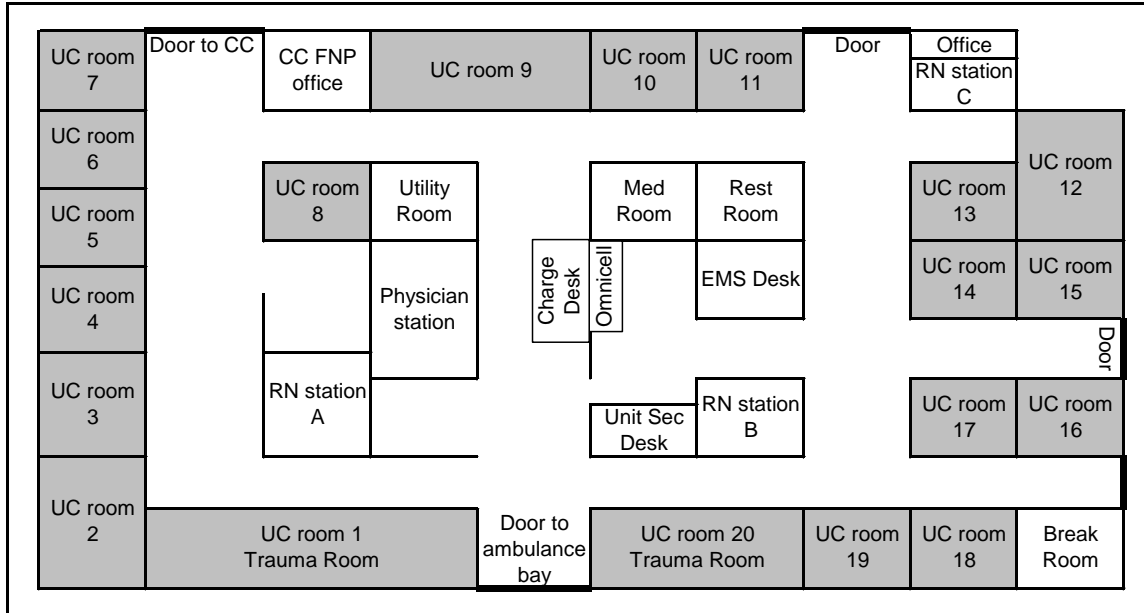 UC room
7
Door to CC
CC FNP
office
UC room 9
UC room
10
UC room
11
Door
Office
RN station
C
UC room
6
UC room
12
UC room
5
UC room
8
Utility
Room
Med
Room
Rest
Room
UC room
13
UC room
4
Physician
station
Charge
Desk
Omnicell
EMS Desk
UC room
14
UC room
15
Door
UC room
3
RN station
A
Unit Sec
Desk
RN station
B
UC room
17
UC room
16
UC room
2
UC room 1
Trauma Room
Door to
ambulance
bay
UC room 20
Trauma Room
UC room
19
UC room
18
Break
Room